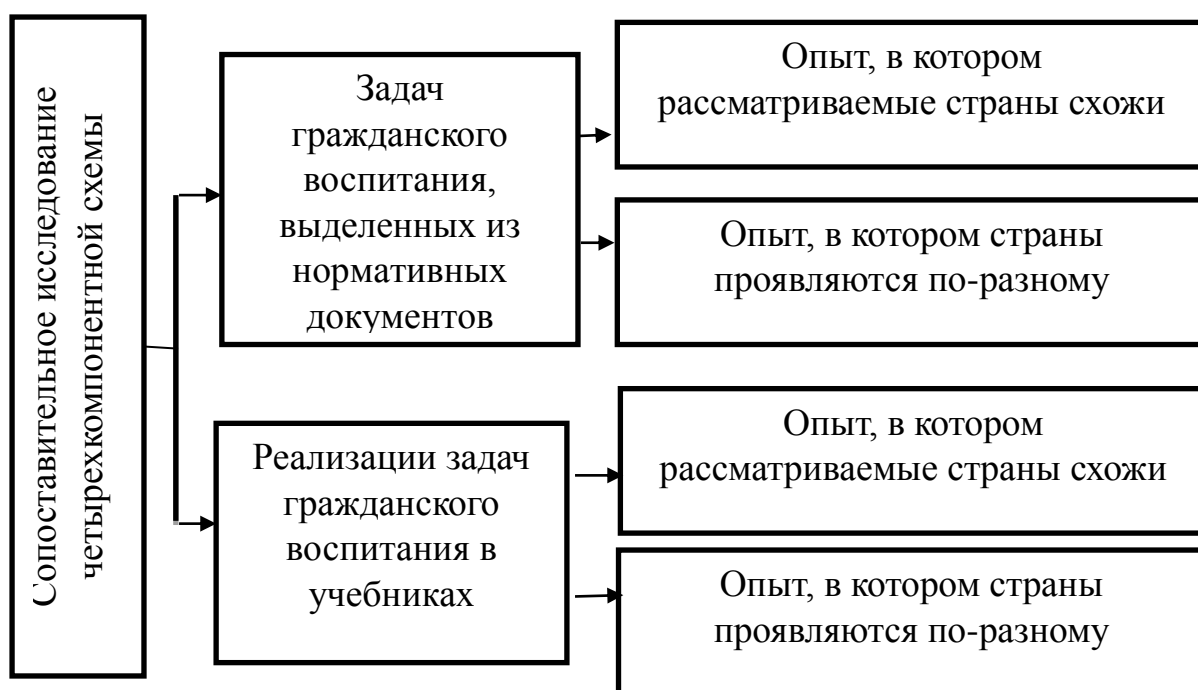 Сопоставительное исследование
четырехкомпонентной схемы
Задач
гражданского
воспитания,
выделенных из
нормативных
документов
Опыт, в котором
рассматриваемые страны схожи
Опыт, в котором страны
проявляются по-разному
Реализации задач
гражданского
воспитания в
учебниках
Опыт, в котором
рассматриваемые страны схожи
Опыт, в котором страны
проявляются по-разному